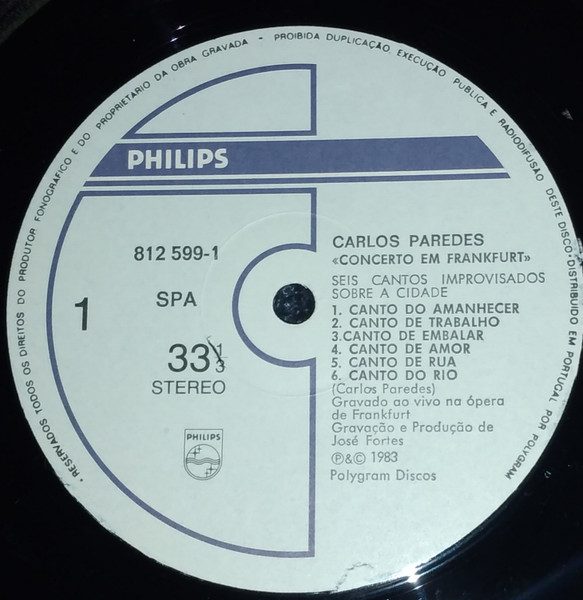 • RESERVADOS TODOS OS DIREITOS DO PRODUTOR FONOGRÁFICO E DO PROPRIETÁRIO DA OBRA GRAVADA - PROIBIDA DUPLICAÇÃO, EXECUÇÃO PÚBLICA E RADIODIFUSÃO DESTE DISCO • DISTRIBUIDO EM PORTUGAL POR POLYGRAM
PHILIPS
812 599-1
1
SPA
33 1/3
STEREO
PHILIPS
CARLOS PAREDES
«CONCERTO EM FRANKFURT»
SEIS CANTOS IMPROVISADOS
SOBRE A CIDADE
1. CANTO DO AMANHECER
2. CANTO DE TRABALHO
3.CANTO DE EMBALAR
4. CANTO DE AMOR
5. CANTO DE RUA
6. CANTO DO RIO
(Carlos Paredes)
Gravado ao vivo na ópera
de Frankfurt
Gravação e Produção de
José Fortes
℗&© 1983
Polygram Discos